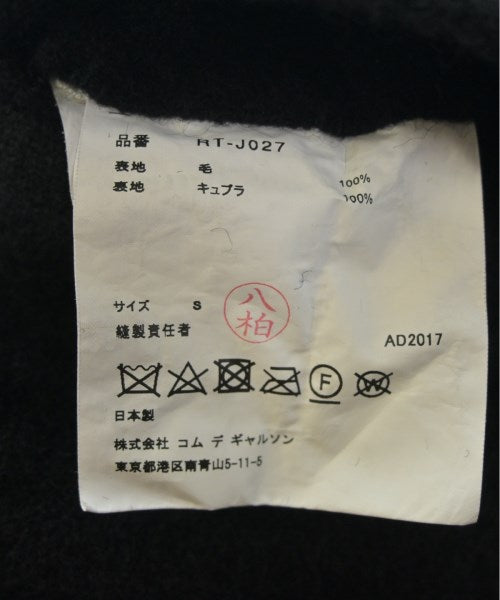 品番 RT-J027
表地 毛 100%
裏地 キュプラ 100%
サイズ S
八柏
縫製責任者
AD2017
F W
日本製
株式会社 コム デ ギャルソン
東京都港区南青山5-11-5